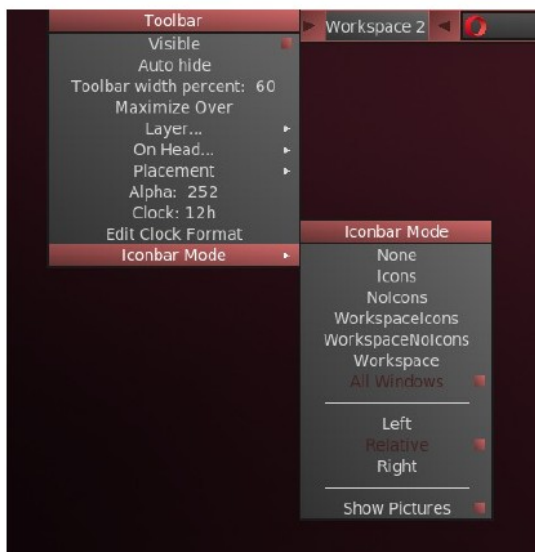 Toolbar
Workspace 2
Visible
Auto hide
Toolbar width percent: 60
Maximize Over
Layer...
On Head...
Placement
Alpha: 252
Clock: 12h
Edit Clock Format
Iconbar Mode
Iconbar Mode
None
Icons
NoIcons
WorkspaceIcons
WorkspaceNoIcons
Workspace
All Windows
Left
Relative
Right
Show Pictures